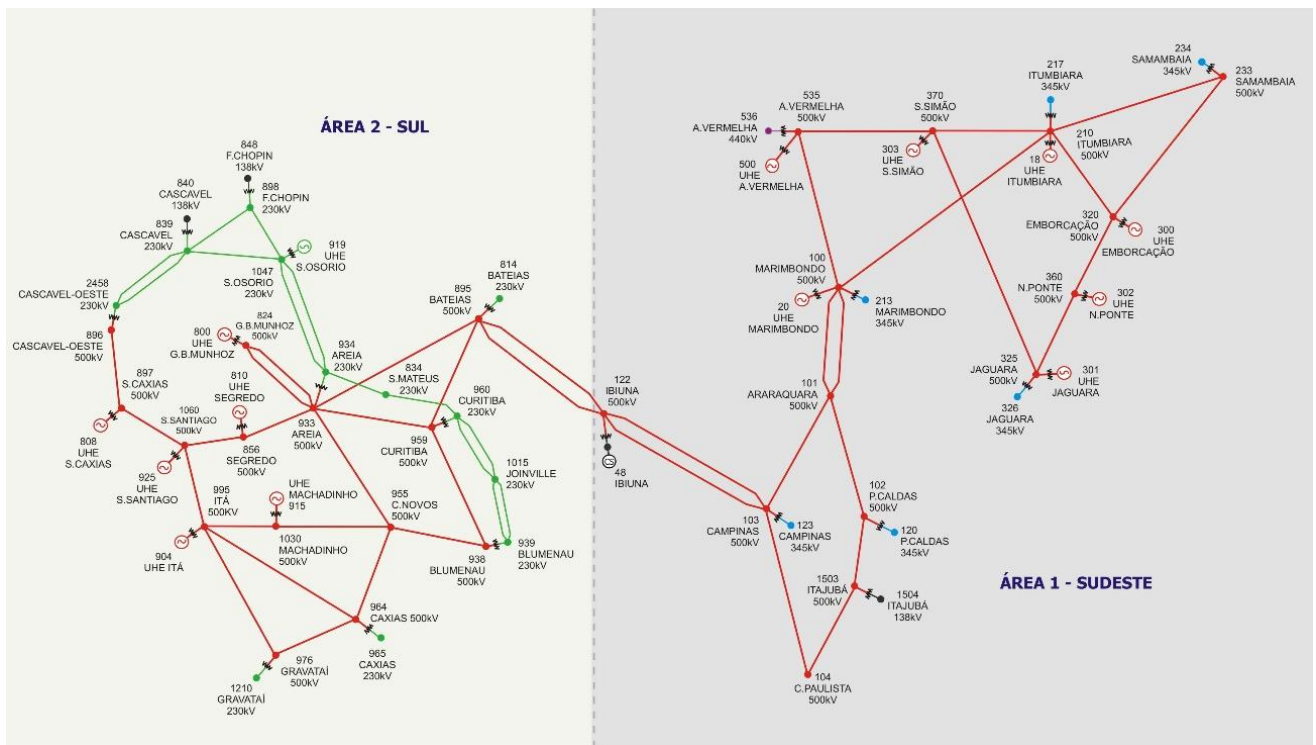 ÁREA 2 - SUL
848
F.CHOPIN
138kV
840
CASCAVEL
138kV
898
F.CHOPIN
230kV
839
CASCAVEL
230kV
919
UHE
S.OSORIO
1047
S.OSORIO
230kV
2458
CASCAVEL-OESTE
230kV
896
CASCAVEL-OESTE
500kV
800
UHE
G.B.MUNHOZ
824
G.B.MUNHOZ
500kV
934
AREIA
230kV
895
BATEIAS
500kV
814
BATEIAS
230kV
897
S.CAXIAS
500kV
810
UHE
SEGREDO
834
S.MATEUS
230kV
960
CURITIBA
230kV
808
UHE
S.CAXIAS
1060
S.SANTIAGO
500kV
856
SEGREDO
500kV
933
AREIA
500kV
959
CURITIBA
500kV
925
UHE
S.SANTIAGO
995
ITÁ
500KV
UHE
MACHADINHO
915
955
C.NOVOS
500kV
1015
JOINVILLE
230kV
904
UHE ITÁ
1030
MACHADINHO
500kV
938
BLUMENAU
500kV
939
BLUMENAU
230kV
964
CAXIAS 500kV
965
CAXIAS
230kV
976
GRAVATAÍ
500kV
1210
GRAVATAÍ
230kV
234
SAMAMBAIA
345kV
233
SAMAMBAIA
500kV
217
ITUMBIARA
345kV
535
A.VERMELHA
500kV
370
S.SIMÃO
500kV
536
A.VERMELHA
440kV
210
ITUMBIARA
500kV
500
UHE
A.VERMELHA
303
UHE
S.SIMÃO
18
UHE
ITUMBIARA
320
EMBORCAÇÃO
500kV
300
UHE
EMBORCAÇÃO
100
MARIMBONDO
500kV
20
UHE
MARIMBONDO
213
MARIMBONDO
345kV
360
N.PONTE
500kV
302
UHE
N.PONTE
325
JAGUARA
500kV
301
UHE
JAGUARA
326
JAGUARA
345kV
122
IBIUNA
500kV
48
IBIUNA
101
ARARAQUARA
500kV
102
P.CALDAS
500kV
120
P.CALDAS
345kV
103
CAMPINAS
500kV
123
CAMPINAS
345kV
1503
ITAJUBÁ
500kV
1504
ITAJUBÁ
138kV
104
C.PAULISTA
500kV
ÁREA 1 - SUDESTE